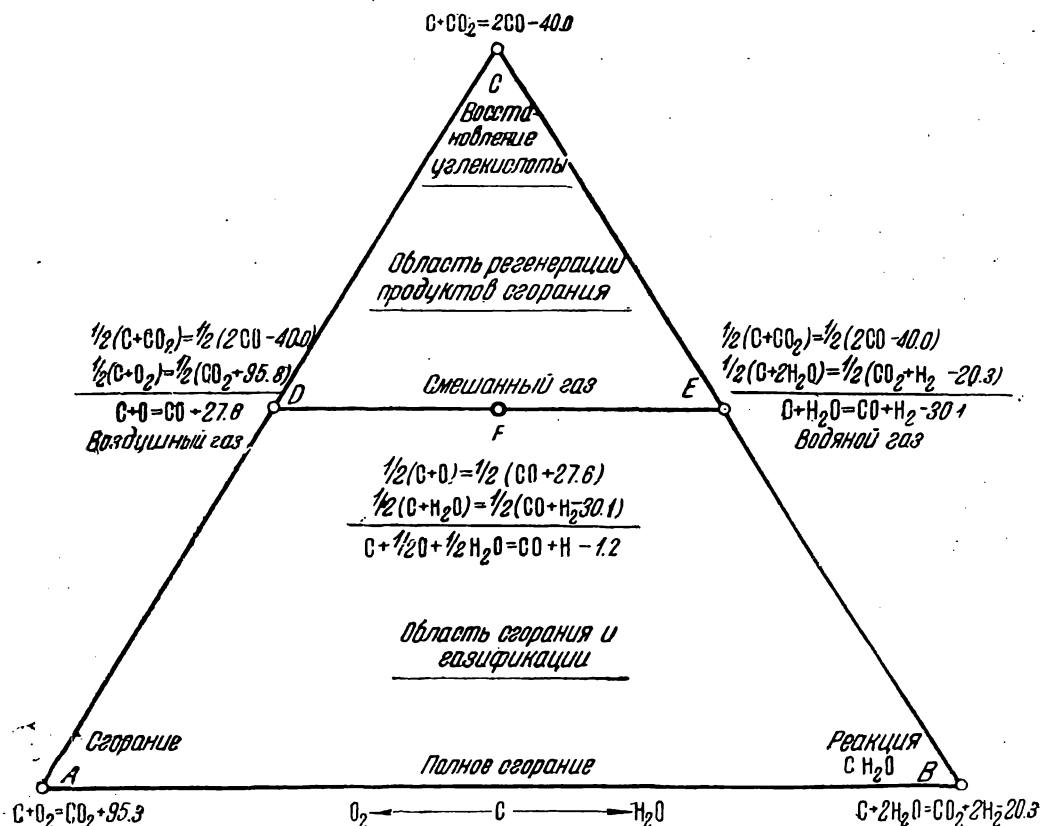 C+CO₂=2CO-40.0
C
Восста-
новление
углекислоты
Область регенерации
продуктов сгорания
½(C+CO₂)=½(2CO-40.0)
½(C+O₂)=½(CO₂+95.8)
C+O=CO+27.6
Воздушный газ
D
Смешанный газ
E
F
½(C+CO₂)=½(2CO-40.0)
½(C+2H₂O)=½(CO₂+H₂-20.3)
C+H₂O=CO+H₂-30.1
Водяной газ
½(C+O)=½(CO+27.6)
½(C+H₂O)=½(CO+H₂-30.1)
C+½O+½H₂O=CO+H-1.2
Область сгорания и
газификации
Сгорание
A
Полное сгорание
Реакция
C H₂O
B
C+O₂=CO₂+95.3
O₂ ← C → H₂O
C+2H₂O=CO₂+2H₂-20.3